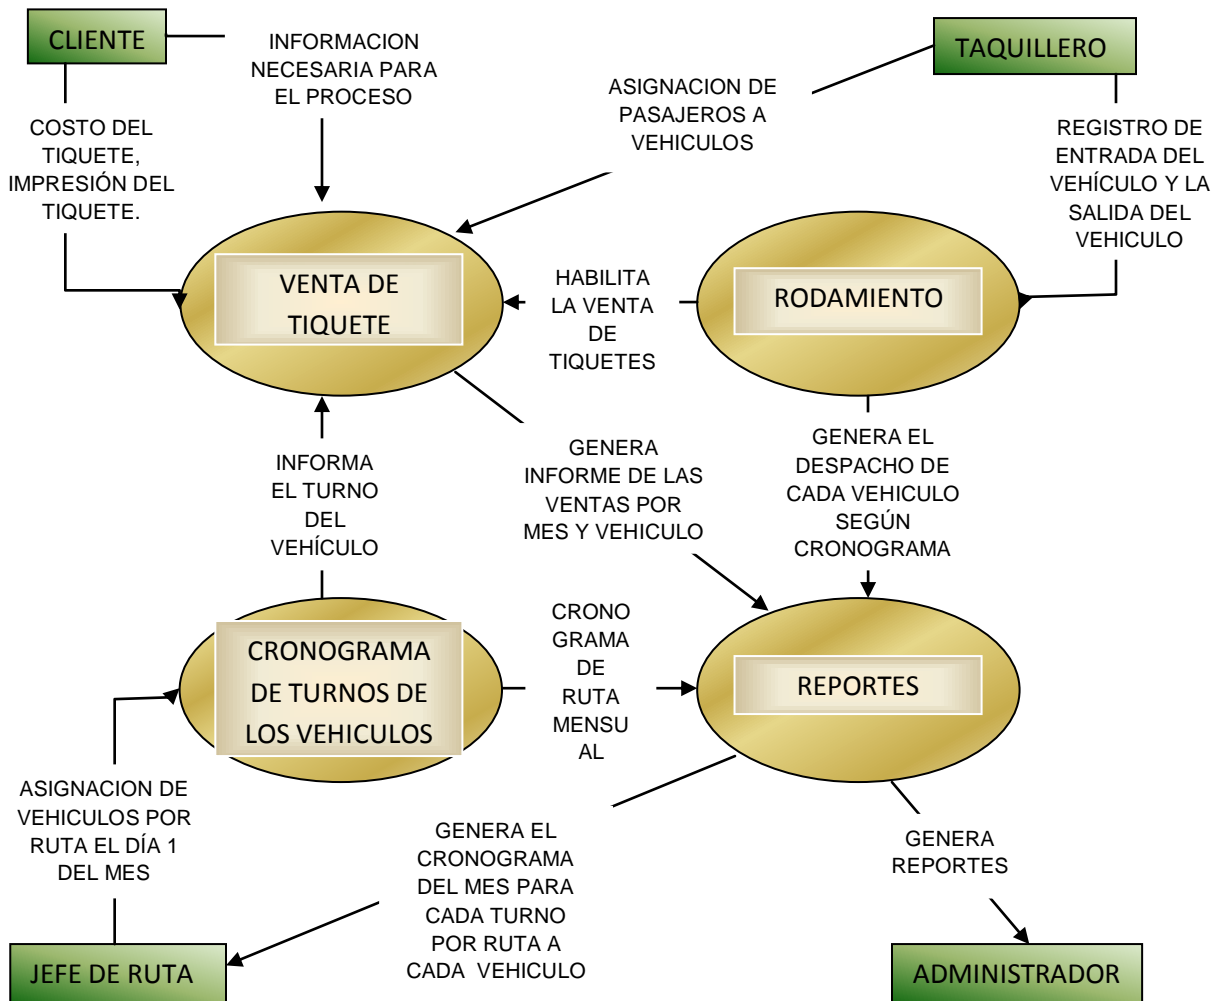 CLIENTE
INFORMACION
NECESARIA PARA
EL PROCESO
TAQUILLERO
ASIGNACION DE
PASAJEROS A
VEHICULOS
COSTO DEL
TIQUETE,
IMPRESIÓN DEL
TIQUETE.
REGISTRO DE
ENTRADA DEL
VEHÍCULO Y LA
SALIDA DEL
VEHICULO
VENTA DE
TIQUETE
HABILITA
LA VENTA
DE
TIQUETES
RODAMIENTO
INFORMA
EL TURNO
DEL
VEHÍCULO
GENERA
INFORME DE LAS
VENTAS POR
MES Y VEHICULO
GENERA EL
DESPACHO DE
CADA VEHICULO
SEGÚN
CRONOGRAMA
CRONOGRAMA
DE TURNOS DE
LOS VEHICULOS
CRONO
GRAMA
DE
RUTA
MENSU
AL
REPORTES
ASIGNACION DE
VEHICULOS POR
RUTA EL DÍA 1
DEL MES
GENERA EL
CRONOGRAMA
DEL MES PARA
CADA TURNO
POR RUTA A
CADA VEHICULO
GENERA
REPORTES
JEFE DE RUTA
ADMINISTRADOR